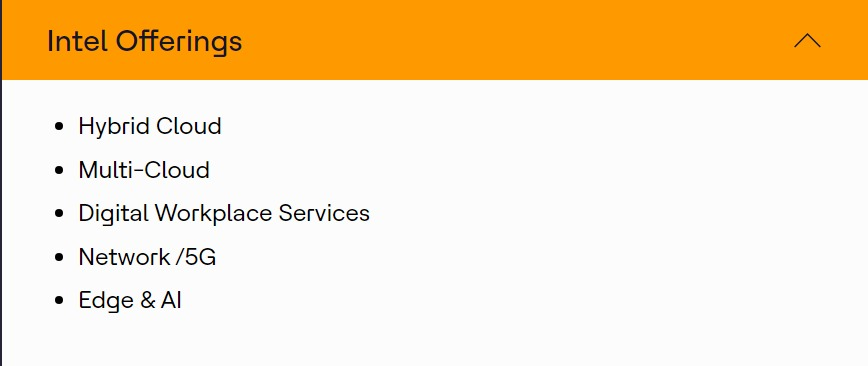 Intel Offerings
Hybrid Cloud
Multi-Cloud
Digital Workplace Services
Network /5G
Edge & AI